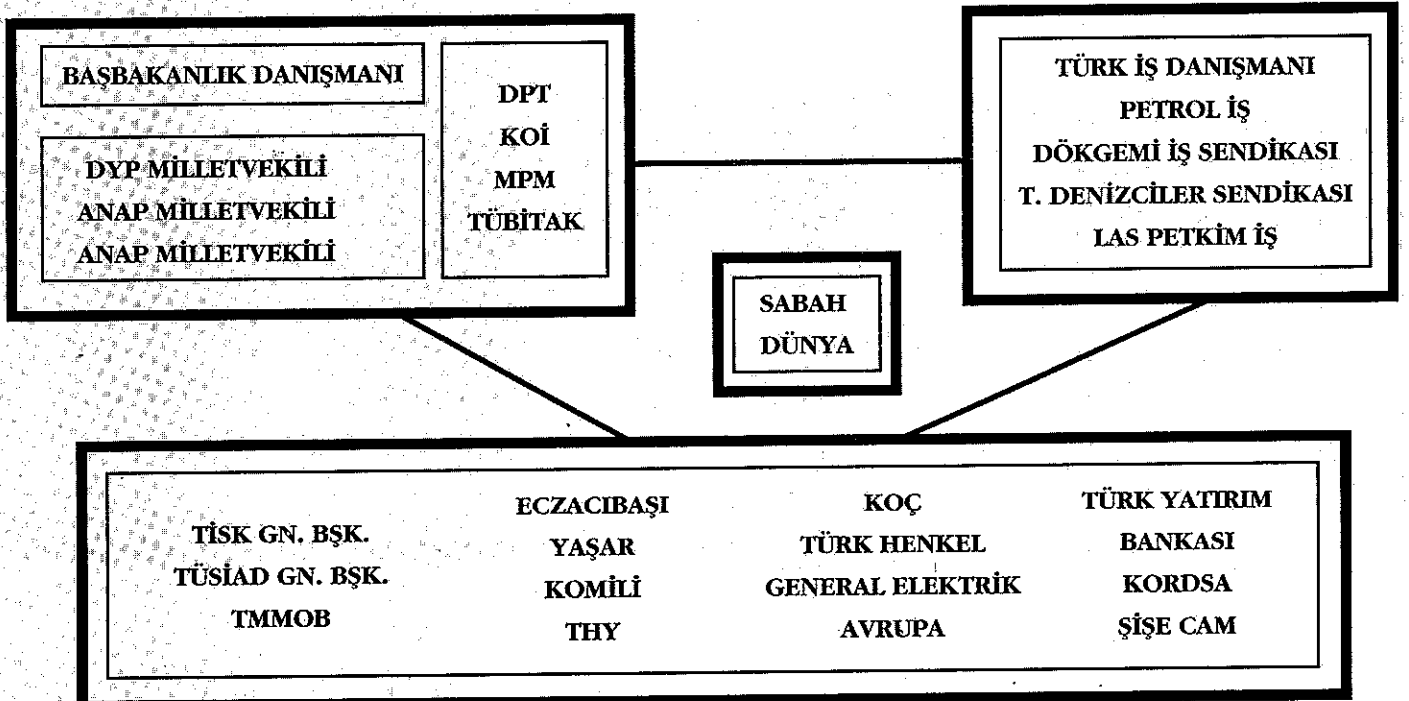 BAŞBAKANLIK DANIŞMANI
DYP MİLLETVEKİLİ
ANAP MİLLETVEKİLİ
ANAP MİLLETVEKİLİ
DPT
KOİ
MPM
TÜBİTAK
TÜRK İŞ DANIŞMANI
PETROL İŞ
DÖKGEMİ İŞ SENDİKASI
T. DENİZCİLER SENDİKASI
LAS PETKİM İŞ
SABAH
DÜNYA
TİSK GN. BŞK.
TÜSİAD GN. BŞK.
TMMOB
ECZACIBAŞI
YAŞAR
KOMİLİ
THY
KOÇ
TÜRK HENKEL
GENERAL ELEKTRİK
AVRUPA
TÜRK YATIRIM
BANKASI
KORDSA
ŞİŞE CAM